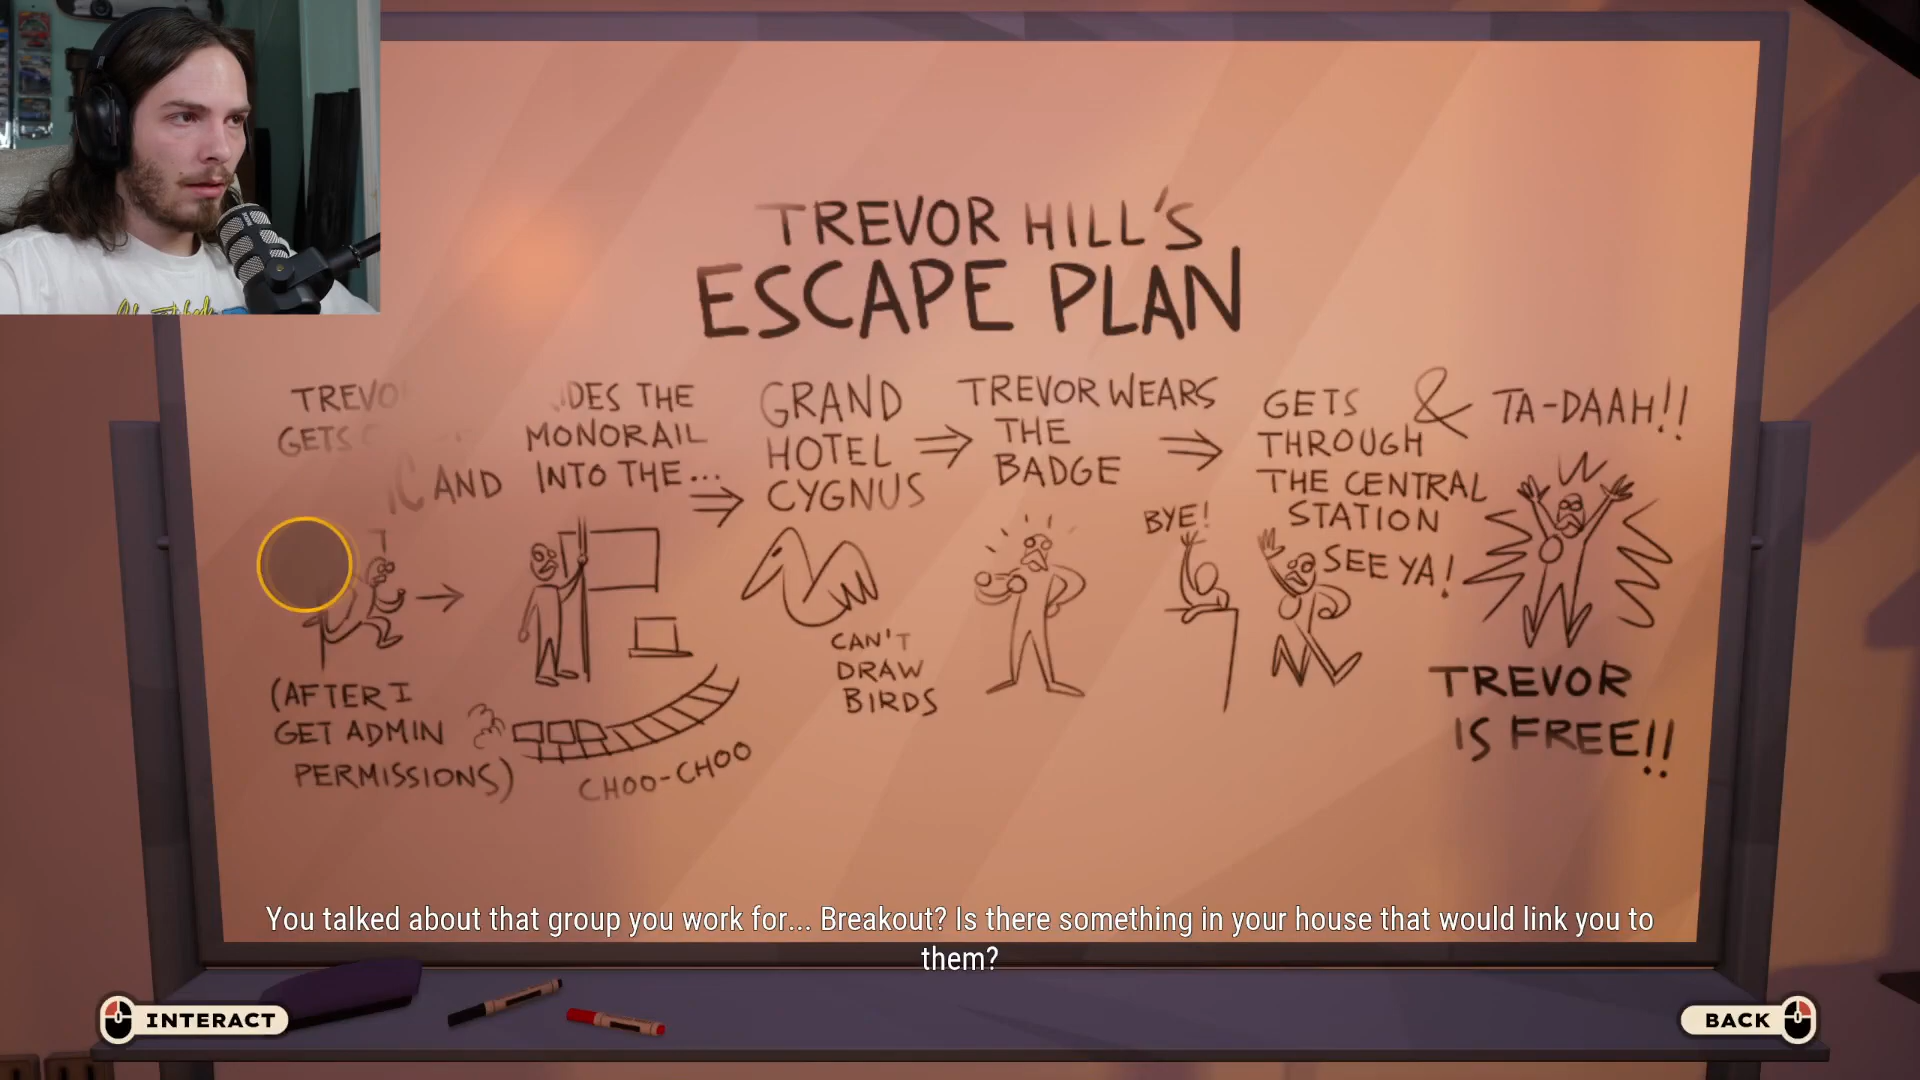 TREVOR HILL'S
ESCAPE PLAN
TREVO
GETS
AND
DES THE
MONORAIL
INTO THE...
GRAND
HOTEL
CYGNUS
TREVOR WEARS
THE
BADGE
GETS
THROUGH
THE CENTRAL
STATION
& TA-DAAH!!
BYE!
SEE YA!
CAN'T
DRAW
BIRDS
(AFTER I
GET ADMIN
PERMISSIONS)
CHOO-CHOO
TREVOR
IS FREE!!
You talked about that group you work for... Breakout? Is there something in your house that would link you to
them?
INTERACT
BACK